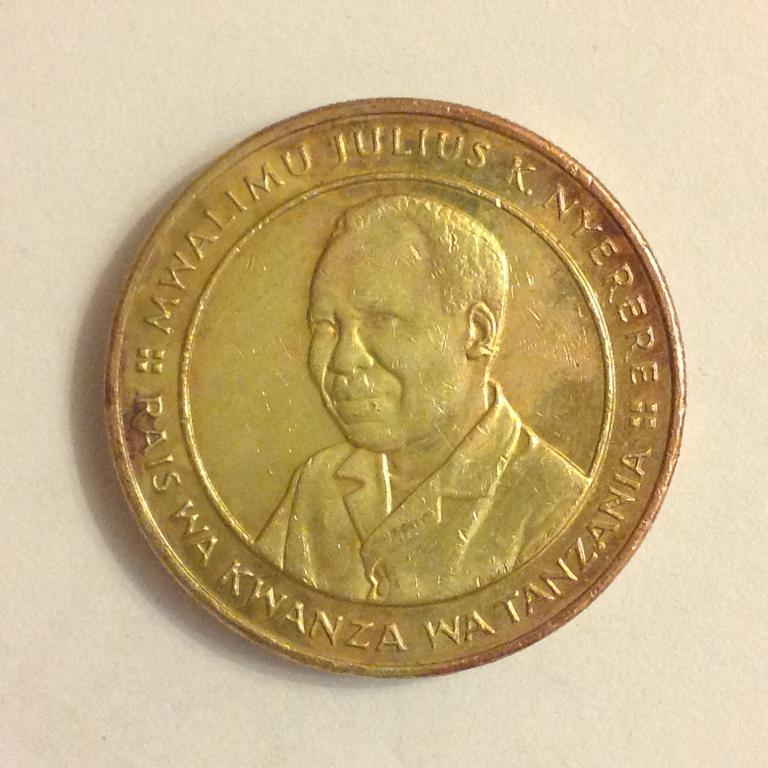 MWALIMU JULIUS K. NYERERE
RAIS WA KWANZA WA TANZANIA